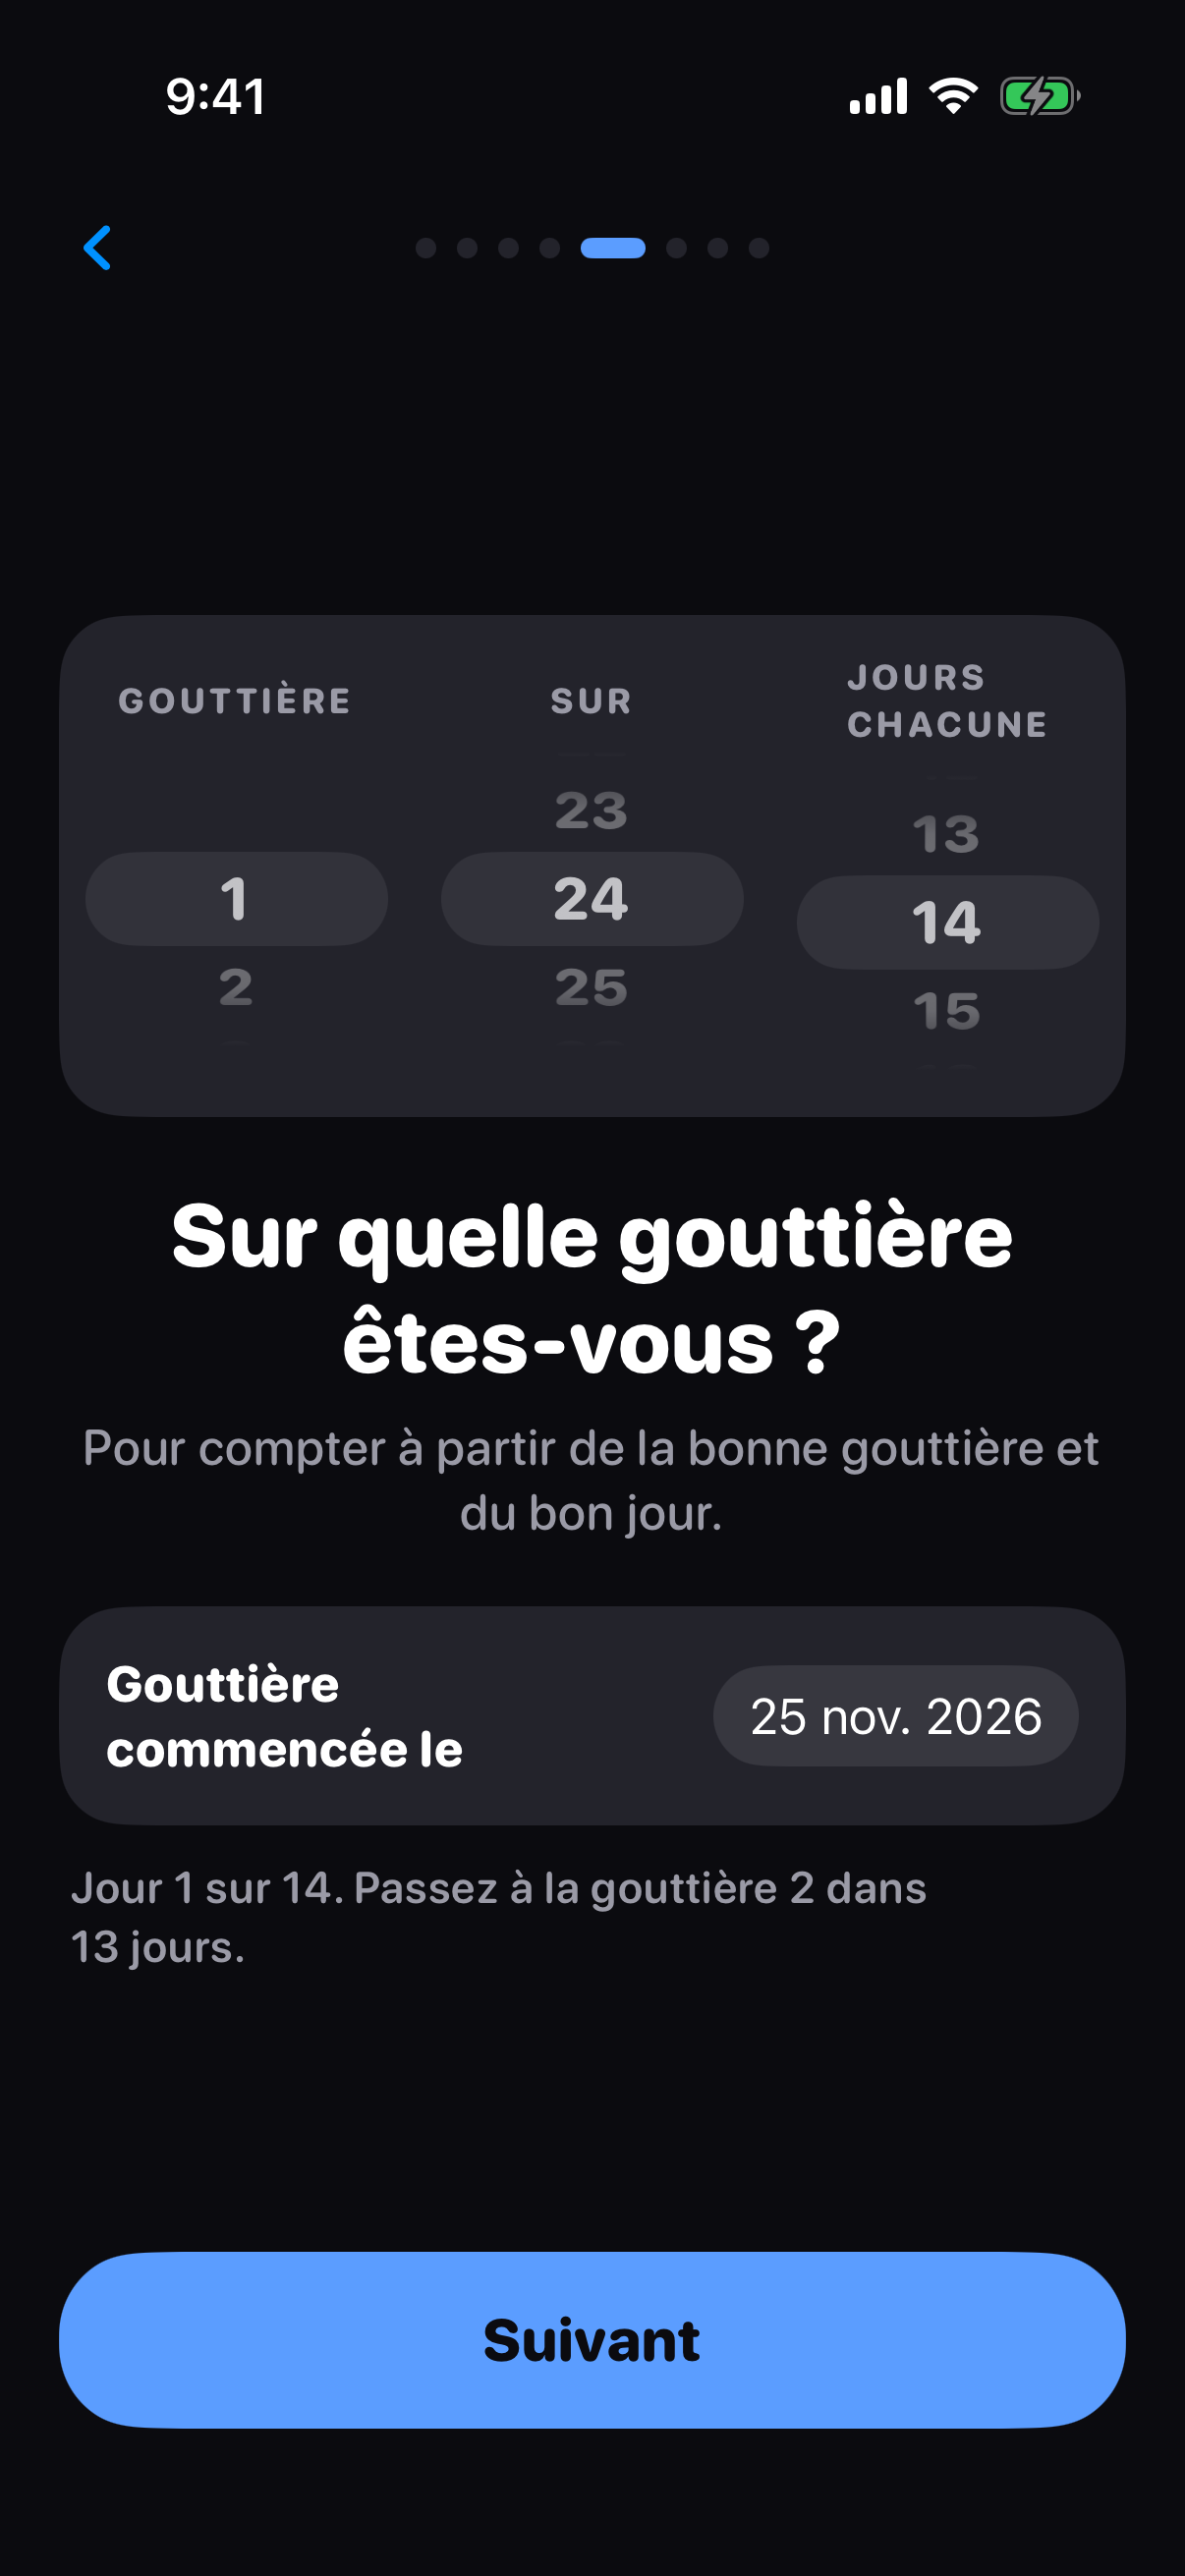 9:41
GOUTTIÈRE
SUR
JOURS
CHACUNE
23
13
1
24
14
2
25
15
Sur quelle gouttière
êtes-vous ?
Pour compter à partir de la bonne gouttière et
du bon jour.
Gouttière
commencée le
25 nov. 2026
Jour 1 sur 14. Passez à la gouttière 2 dans
13 jours.
Suivant